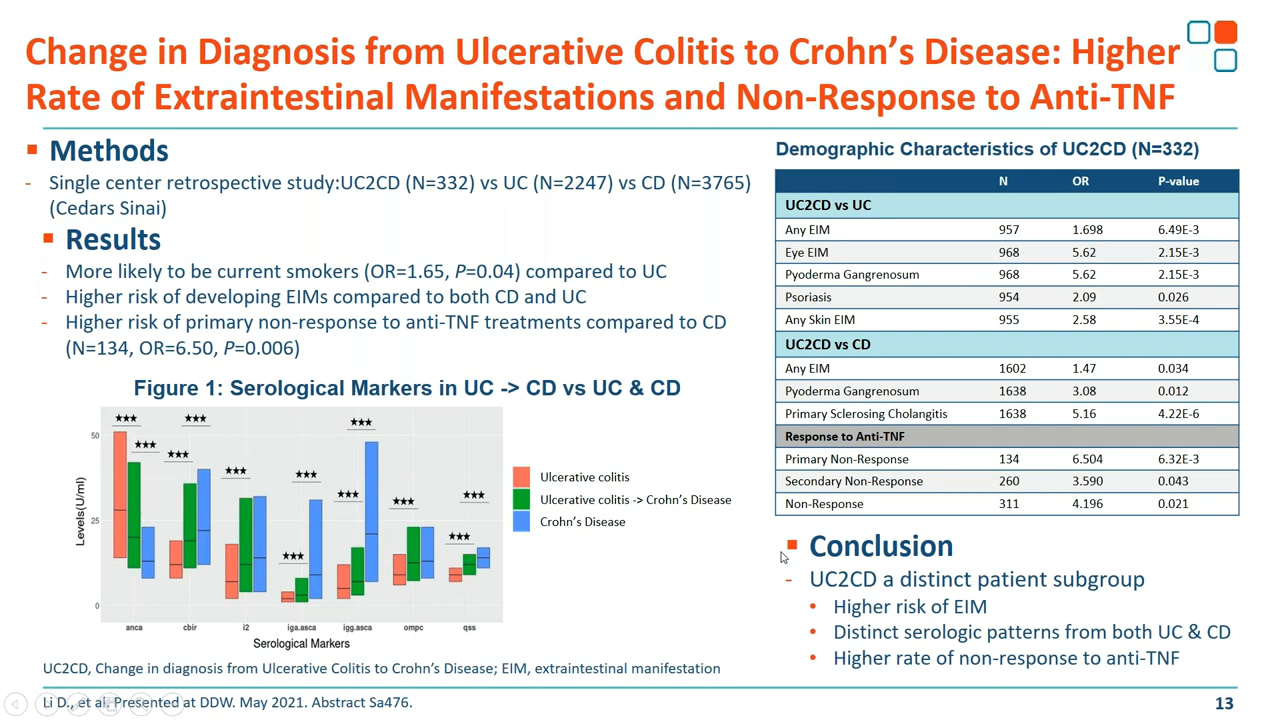 Change in Diagnosis from Ulcerative Colitis to Crohn's Disease: Higher
Rate of Extraintestinal Manifestations and Non-Response to Anti-TNF
▪ Methods
- Single center retrospective study:UC2CD (N=332) vs UC (N=2247) vs CD (N=3765)
(Cedars Sinai)
▪ Results
- More likely to be current smokers (OR=1.65, P=0.04) compared to UC
- Higher risk of developing EIMs compared to both CD and UC
- Higher risk of primary non-response to anti-TNF treatments compared to CD
(N=134, OR=6.50, P=0.006)
Figure 1: Serological Markers in UC -> CD vs UC & CD
Levels(U/ml)
50
25
0
★★★ ★★★ ★★★ ★★★ ★★★ ★★★ ★★★ ★★★ ★★★ ★★★ ★★★ ★★★
anca cbir i2 iga.asca igg.asca ompc qss
Serological Markers
Ulcerative colitis
Ulcerative colitis -> Crohn's Disease
Crohn's Disease
UC2CD, Change in diagnosis from Ulcerative Colitis to Crohn's Disease; EIM, extraintestinal manifestation
Demographic Characteristics of UC2CD (N=332)
N OR P-value
UC2CD vs UC
Any EIM 957 1.698 6.49E-3
Eye EIM 968 5.62 2.15E-3
Pyoderma Gangrenosum 968 5.62 2.15E-3
Psoriasis 954 2.09 0.026
Any Skin EIM 955 2.58 3.55E-4
UC2CD vs CD
Any EIM 1602 1.47 0.034
Pyoderma Gangrenosum 1638 3.08 0.012
Primary Sclerosing Cholangitis 1638 5.16 4.22E-6
Response to Anti-TNF
Primary Non-Response 134 6.504 6.32E-3
Secondary Non-Response 260 3.590 0.043
Non-Response 311 4.196 0.021
▪ Conclusion
- UC2CD a distinct patient subgroup
• Higher risk of EIM
• Distinct serologic patterns from both UC & CD
• Higher rate of non-response to anti-TNF
Li D., et al. Presented at DDW. May 2021. Abstract Sa476.
13